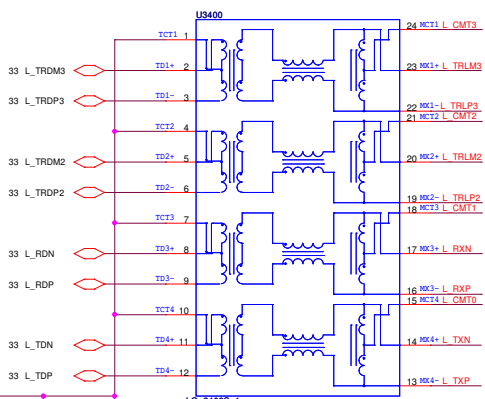 U3400
TCT1 1 24 MCT1 L_CMT3
33 L_TRDM3 TD1+ 2 23 MX1+ L_TRLM3
33 L_TRDP3 TD1- 3 22 MX1- L_TRLP3
TCT2 4 21 MCT2 L_CMT2
33 L_TRDM2 TD2+ 5 20 MX2+ L_TRLM2
33 L_TRDP2 TD2- 6 19 MX2- L_TRLP2
TCT3 7 18 MCT3 L_CMT1
33 L_RDN TD3+ 8 17 MX3+ L_RXN
33 L_RDP TD3- 9 16 MX3- L_RXP
TCT4 10 15 MCT4 L_CMT0
33 L_TDN TD4+ 11 14 MX4+ L_TXN
33 L_TDP TD4- 12 13 MX4- L_TXP